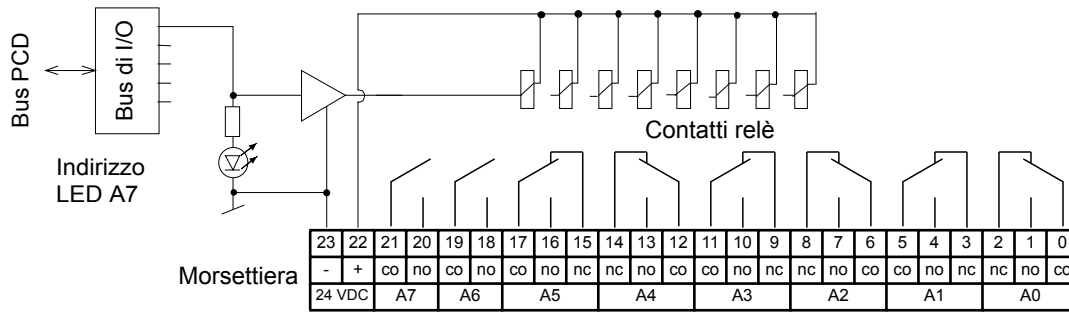 Bus PCD
Bus di I/O
Contatti relè
Indirizzo
LED A7
Morsettiera
23 22 21 20 19 18 17 16 15 14 13 12 11 10 9 8 7 6 5 4 3 2 1 0
- + co no co no co no nc nc no co co no nc nc no co co no nc nc no co
24 VDC A7 A6 A5 A4 A3 A2 A1 A0